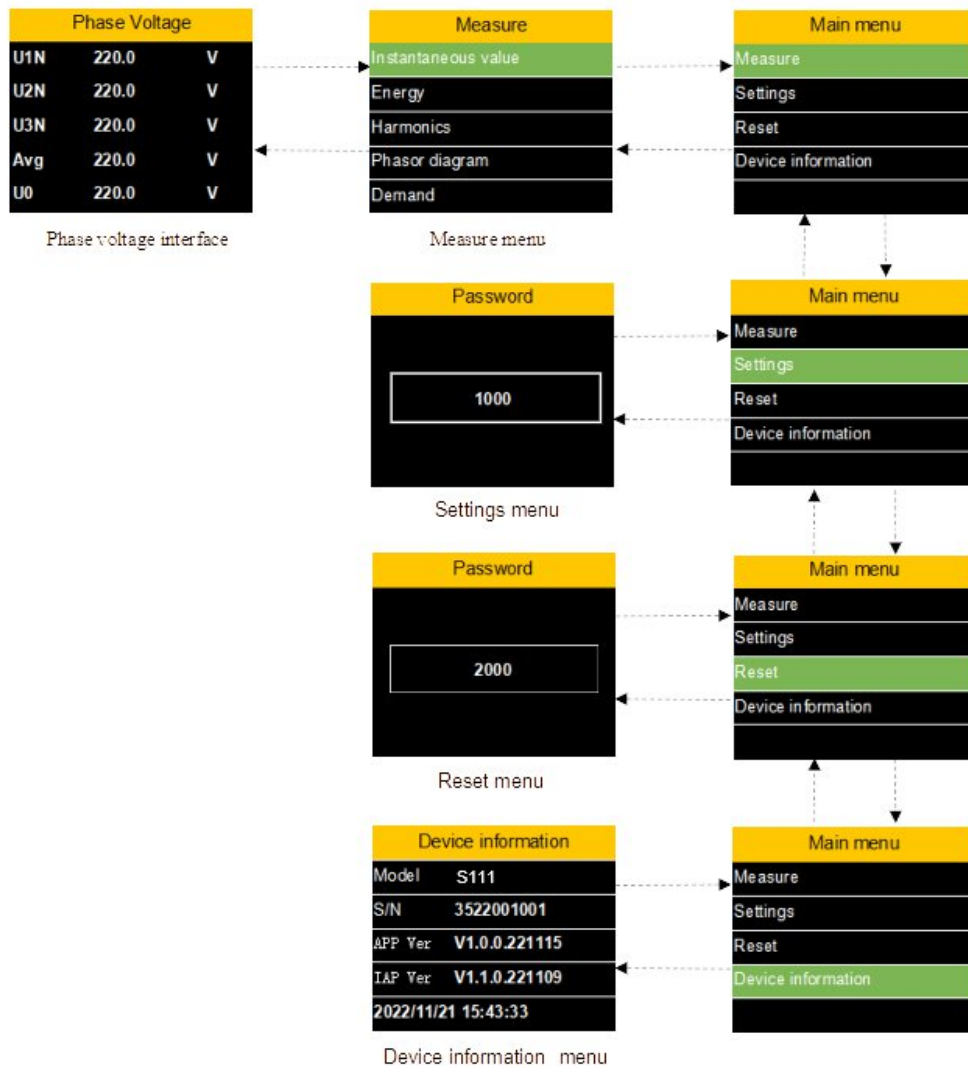 Phase Voltage
U1N 220.0 V
U2N 220.0 V
U3N 220.0 V
Avg 220.0 V
U0 220.0 V
Phase voltage interface
Measure
Instantaneous value
Energy
Harmonics
Phasor diagram
Demand
Measure menu
Main menu
Measure
Settings
Reset
Device information
Password
1000
Settings menu
Main menu
Measure
Settings
Reset
Device information
Password
2000
Reset menu
Main menu
Measure
Settings
Reset
Device information
Device information
Model S111
S/N 3522001001
APP Ver V1.0.0.221115
IAP Ver V1.1.0.221109
2022/11/21 15:43:33
Device information menu
Main menu
Measure
Settings
Reset
Device information